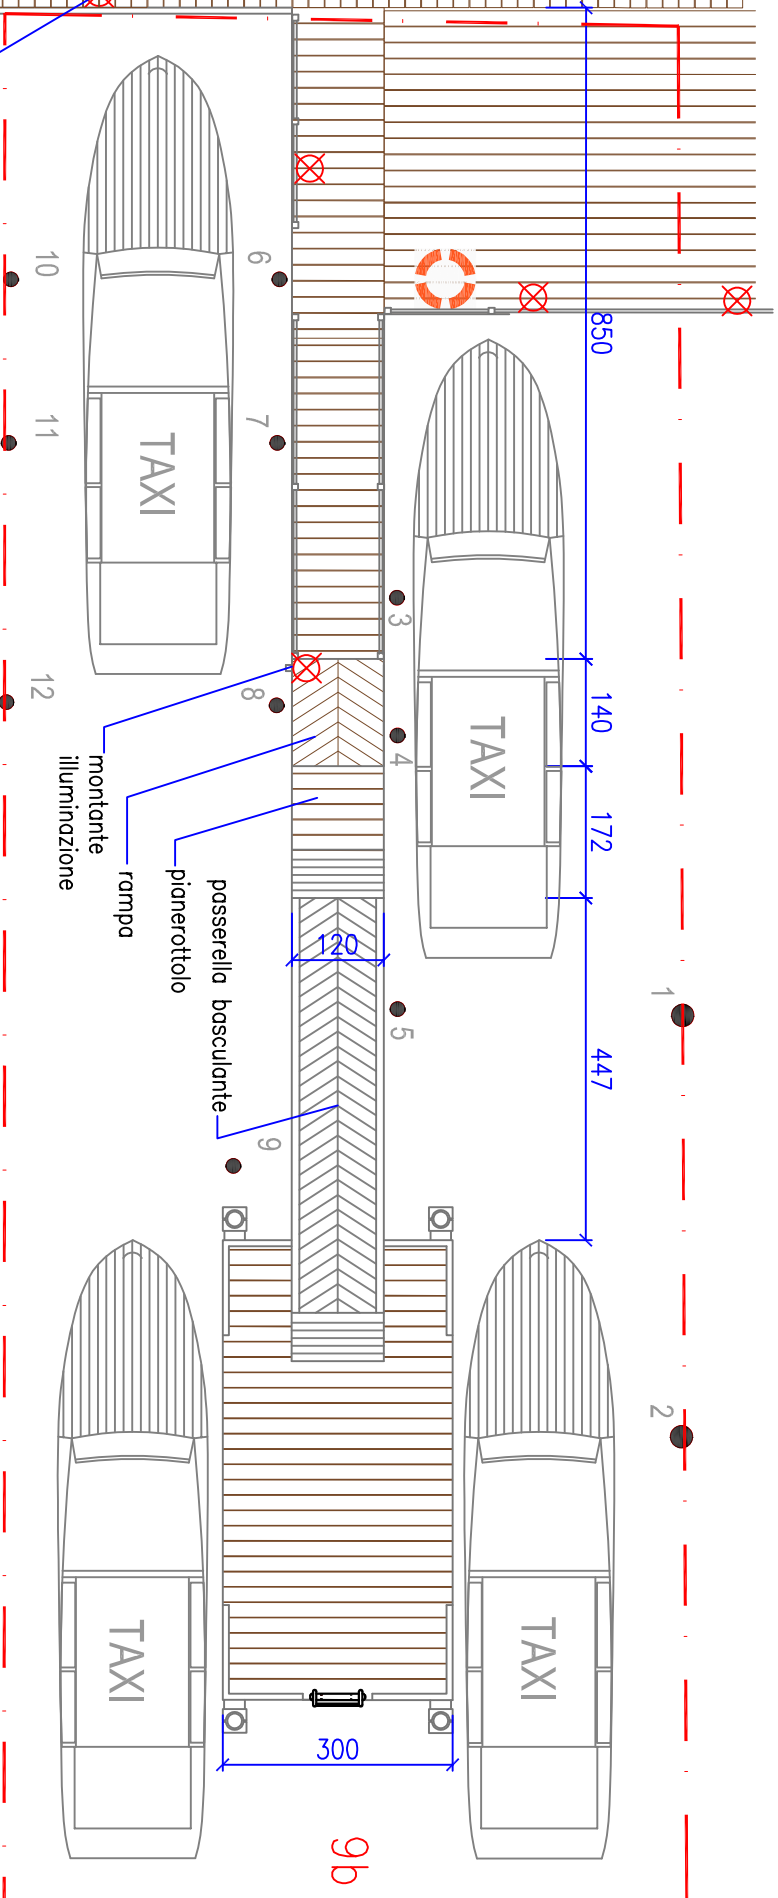 10
6
850
11
7
TAXI
3
12
8
140
4
TAXI
montante
illuminazione
rampa
172
pianerottolo
passerella basculante
120
1
5
447
9
2
TAXI
TAXI
300
9b